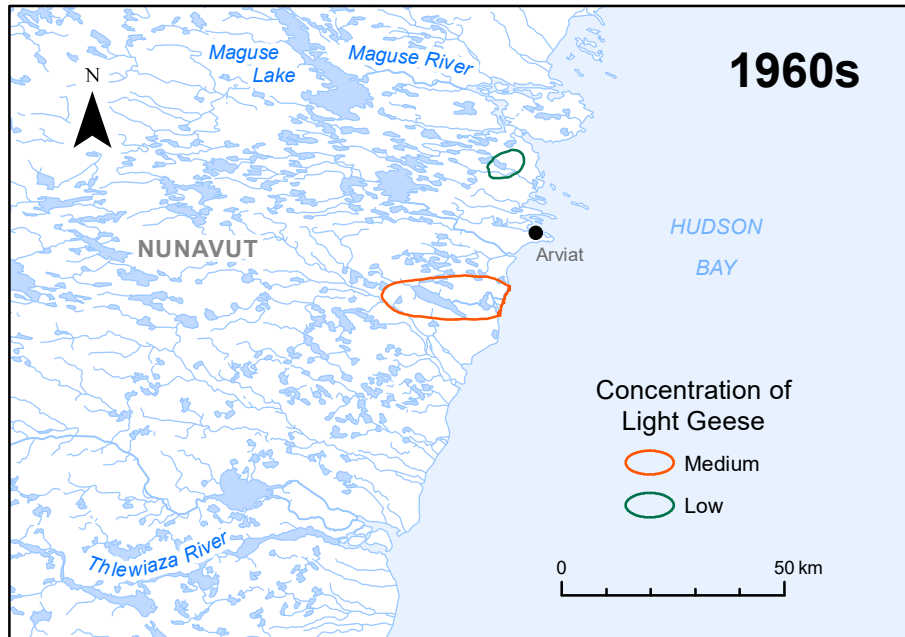 1960s
Maguse
Lake
Maguse River
N
NUNAVUT
Arviat
HUDSON
BAY
Concentration of
Light Geese
Medium
Low
Thlewiaza River
0 50 km